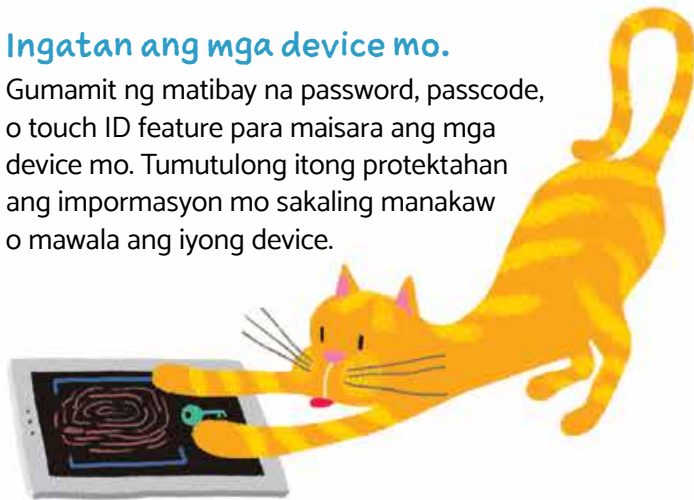 Ingatan ang mga device mo.
Gumamit ng matibay na password, passcode,
o touch ID feature para maisara ang mga
device mo. Tumutulong itong protektahan
ang impormasyon mo sakaling manakaw
o mawala ang iyong device.